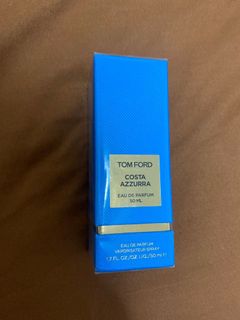 TOM FORD
COSTA
AZZURRA
EAU DE PARFUM
50 ML
EAU DE PARFUM
VAPORISATEUR SPRAY
1.7 FL.OZ./OZ. LIQ./50 ml ℮